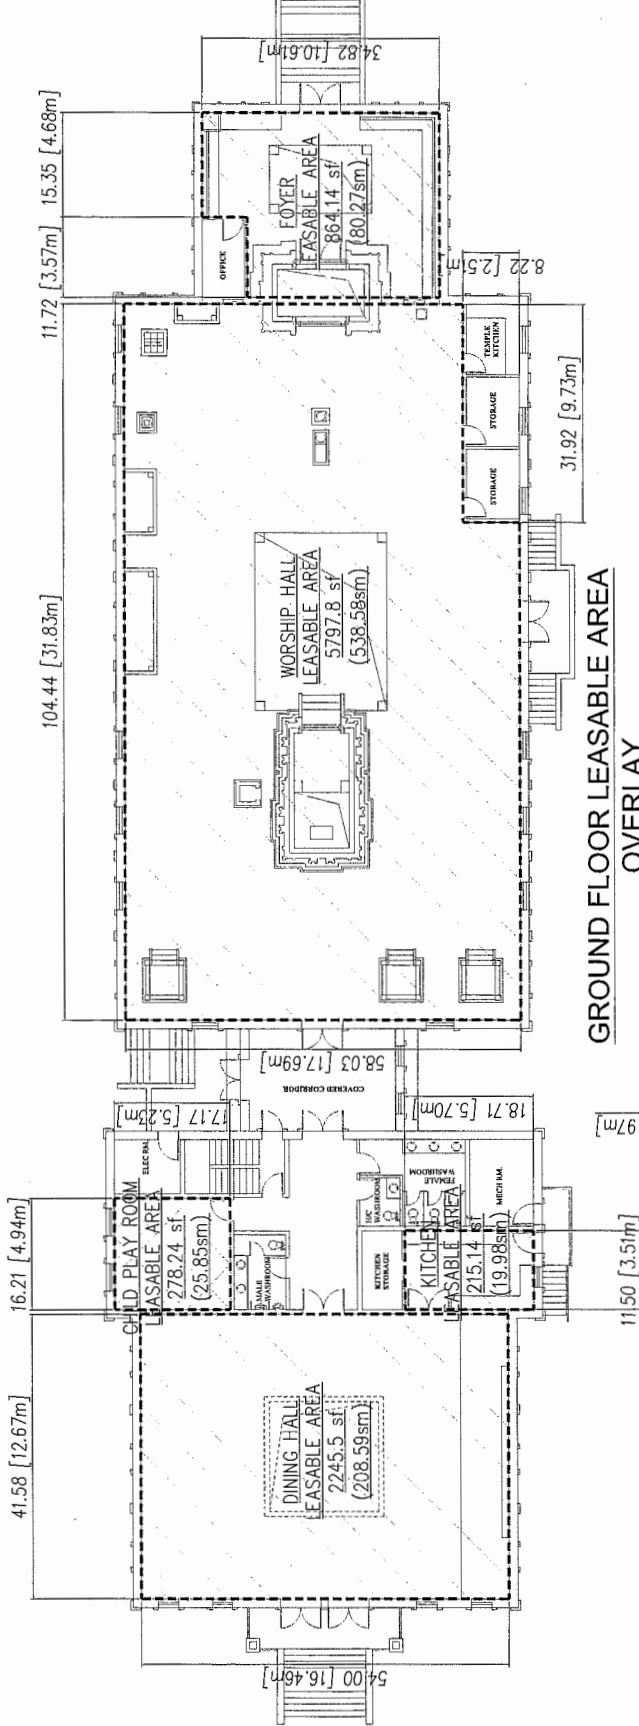 34.82 [10.61m]
15.35 [4.68m]
11.72 [3.57m]
FOYER
LEASABLE AREA
864.14 sf
(80.27sm)
OFFICE
8.22 [2.51m]
TEMPLE
KITCHEN
STORAGE
STORAGE
31.92 [9.73m]
104.44 [31.83m]
WORSHIP HALL
LEASABLE AREA
5797.8 sf
(538.58sm)
58.03 [17.69m]
COVERED CORRIDOR
17.17 [5.23m]
18.71 [5.70m]
ELEC RM.
16.21 [4.94m]
CHILD PLAY ROOM
LEASABLE AREA
278.24 sf
(25.85sm)
MALE
WASHROOM
H/C
WASHROOM
FEMALE
WASHROOM
MECH RM.
KITCHEN
STORAGE
KITCHEN
LEASABLE AREA
215.14 sf
(19.98sm)
11.50 [3.51m]
97m]
41.58 [12.67m]
DINING HALL
LEASABLE AREA
2245.5 sf
(208.59sm)
54.00 [16.46m]
GROUND FLOOR LEASABLE AREA
OVERLAY